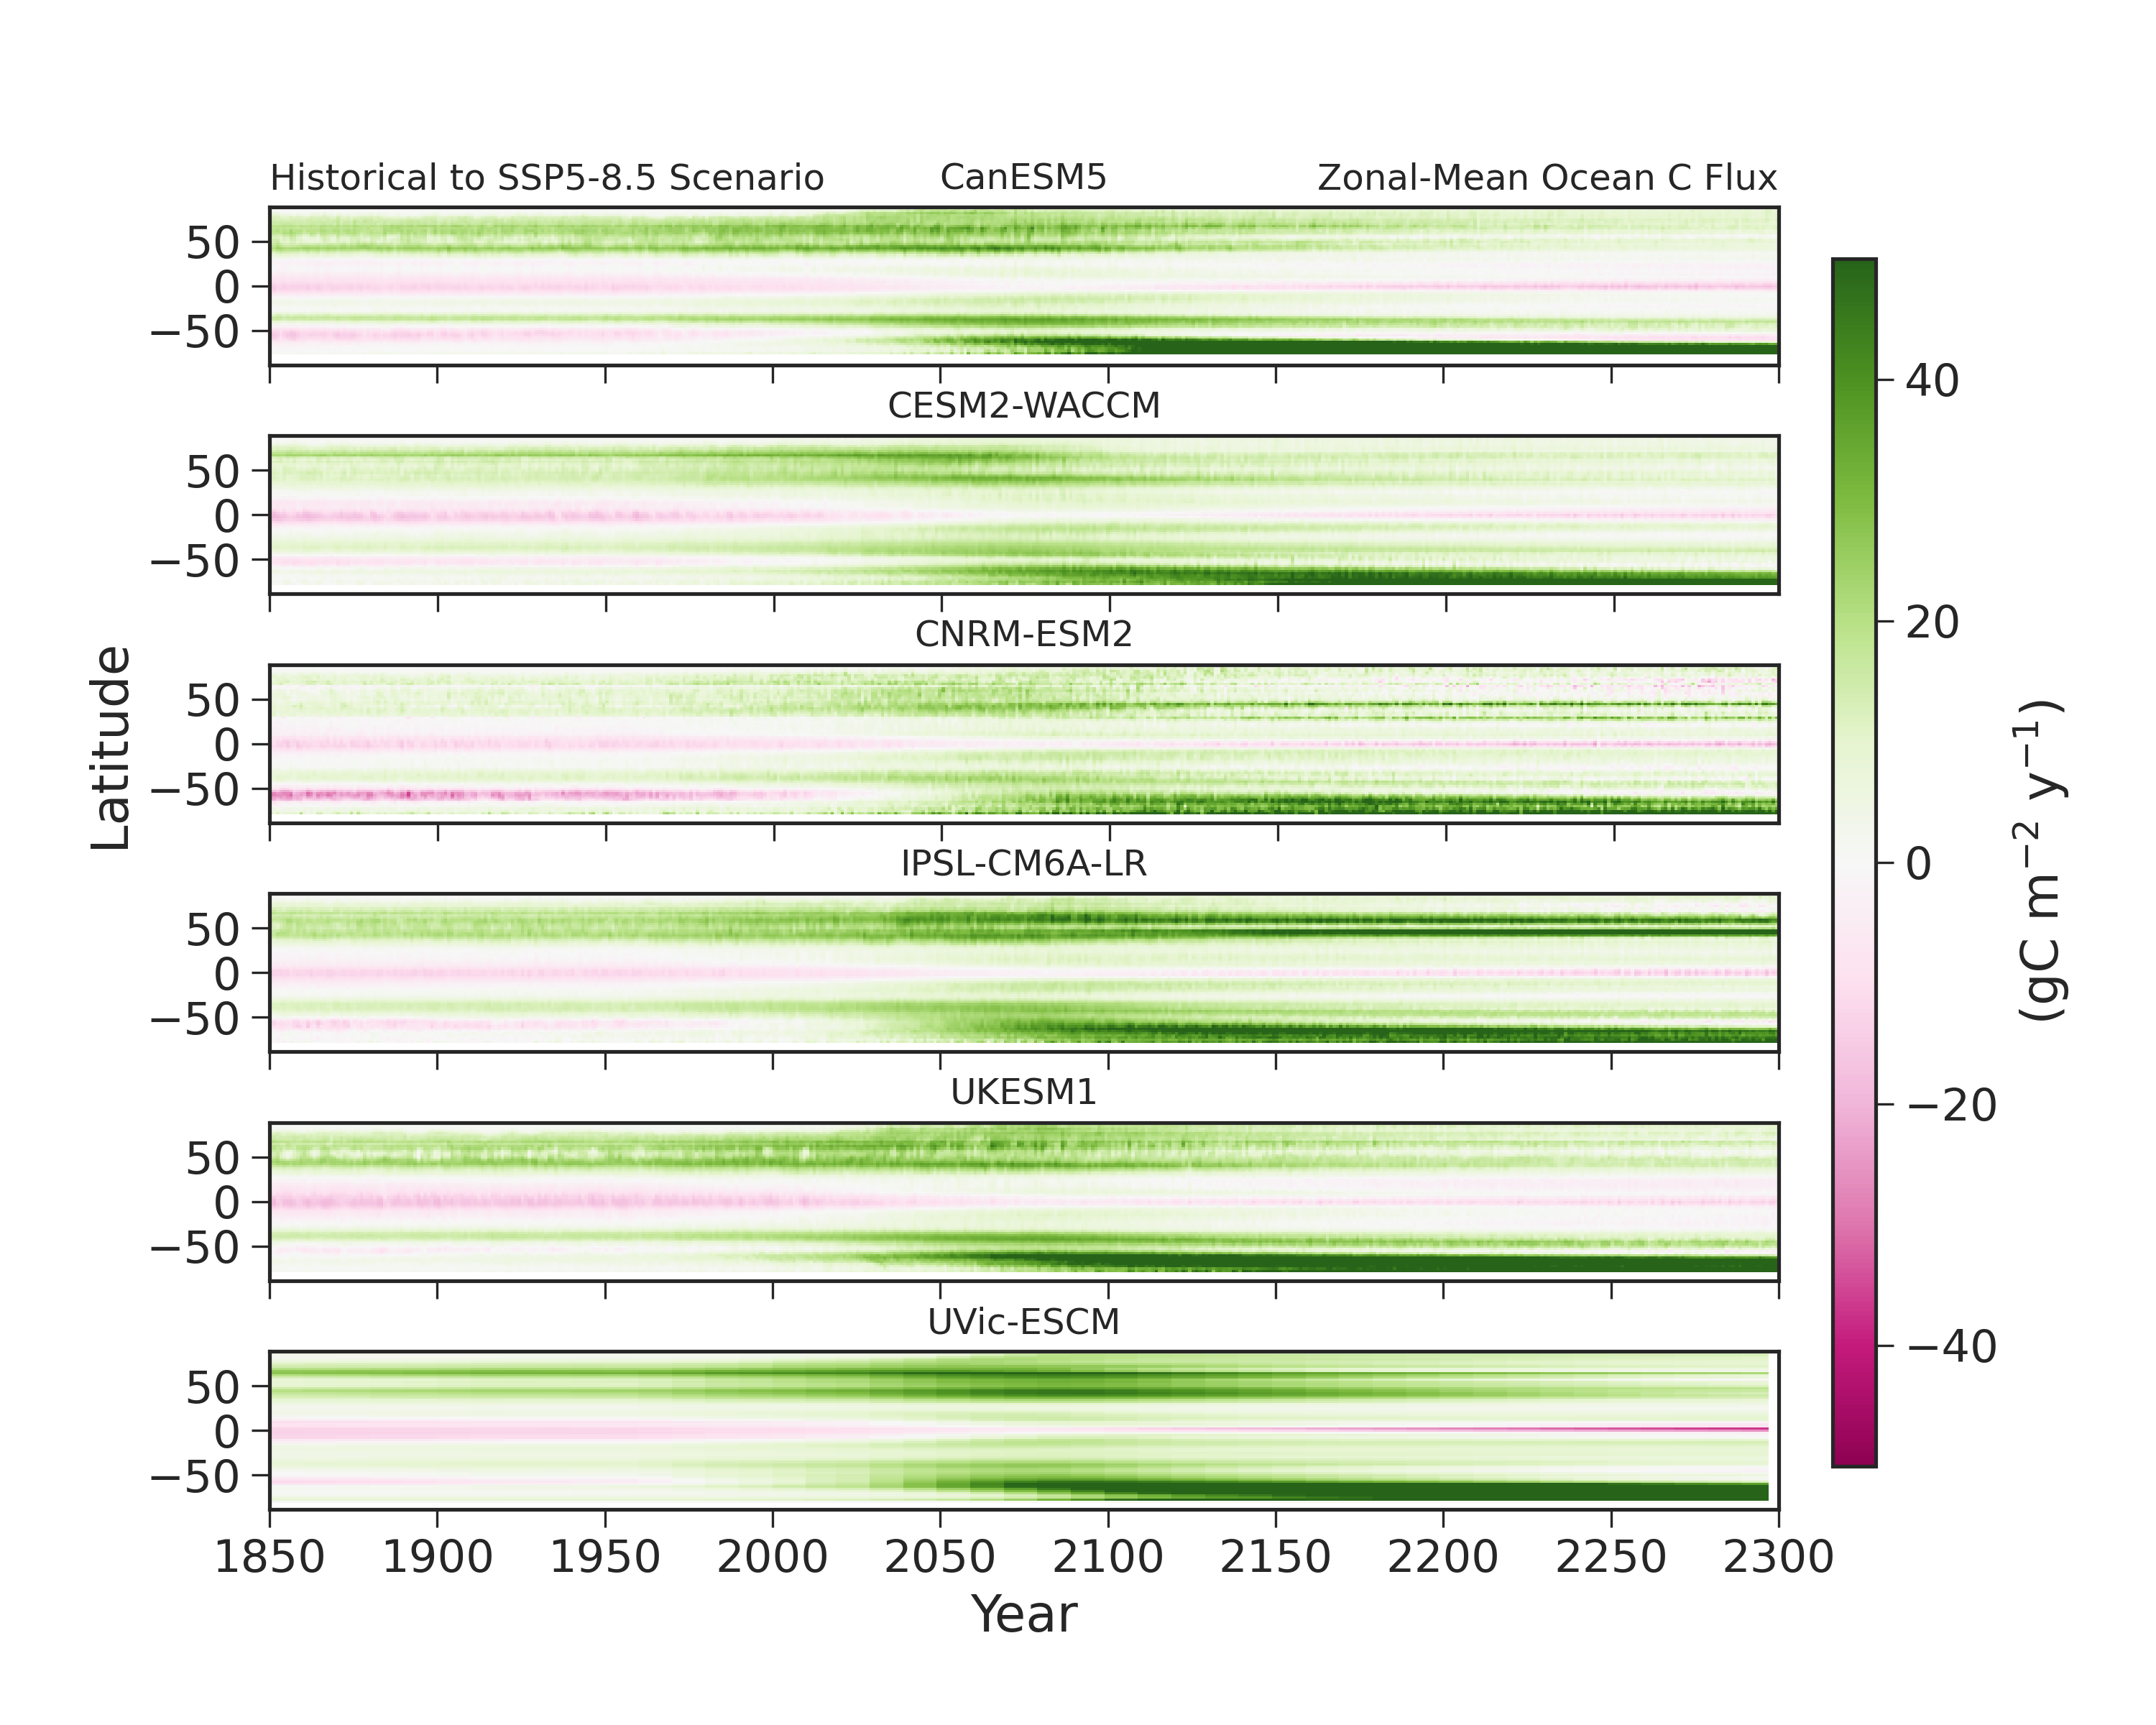 Historical to SSP5-8.5 Scenario CanESM5 Zonal-Mean Ocean C Flux
50
0
−50
CESM2-WACCM
50
0
−50
CNRM-ESM2
50
0
−50
IPSL-CM6A-LR
50
0
−50
UKESM1
50
0
−50
UVic-ESCM
50
0
−50
1850 1900 1950 2000 2050 2100 2150 2200 2250 2300
Year
Latitude
40
20
0
−20
−40
(gC m⁻² y⁻¹)